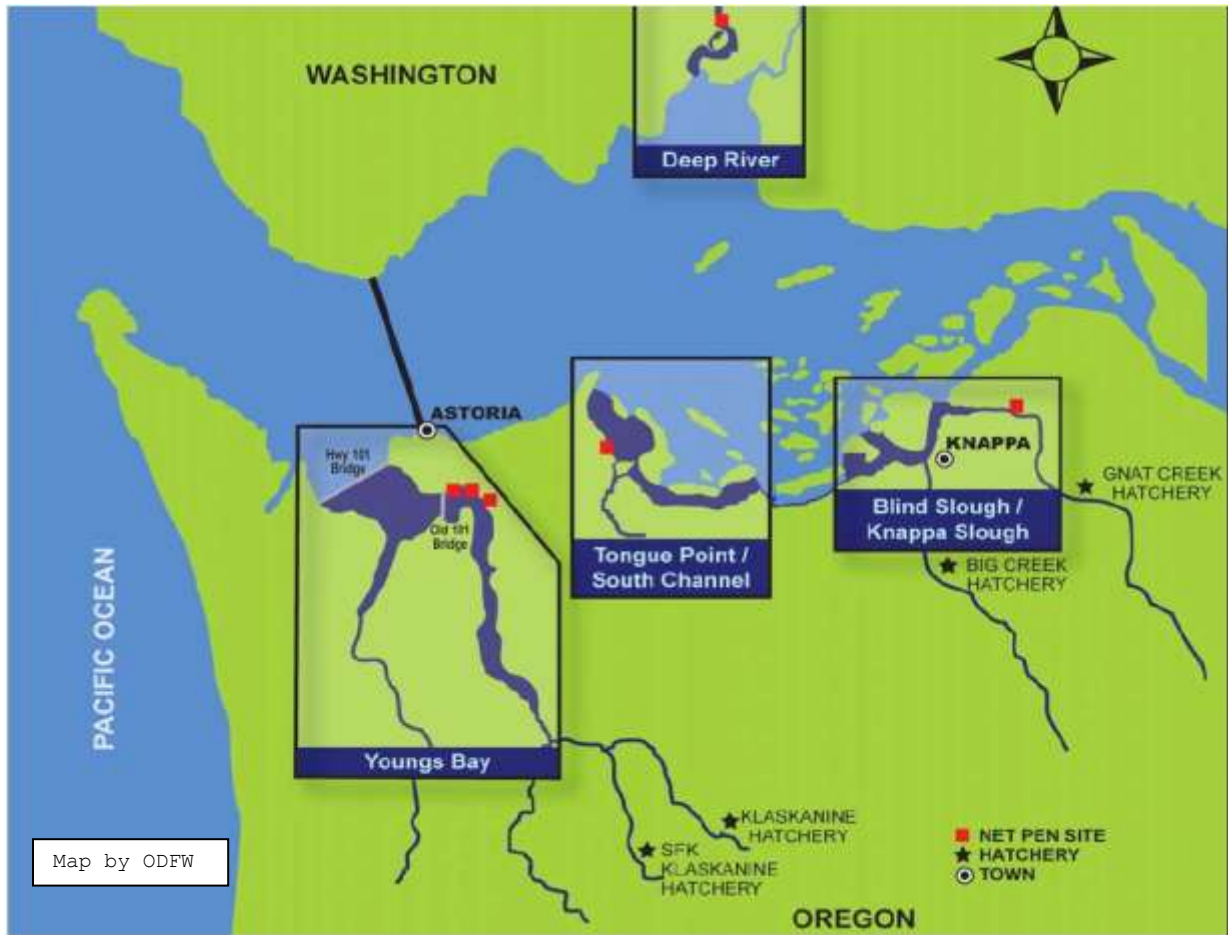 WASHINGTON
Deep River
ASTORIA
Hwy 101
Bridge
Old 101
Bridge
KNAPPA
GNAT CREEK
HATCHERY
Blind Slough /
Knappa Slough
Tongue Point /
South Channel
BIG CREEK
HATCHERY
PACIFIC OCEAN
Youngs Bay
KLASKANINE
HATCHERY
SFK
KLASKANINE
HATCHERY
NET PEN SITE
HATCHERY
TOWN
Map by ODFW
OREGON